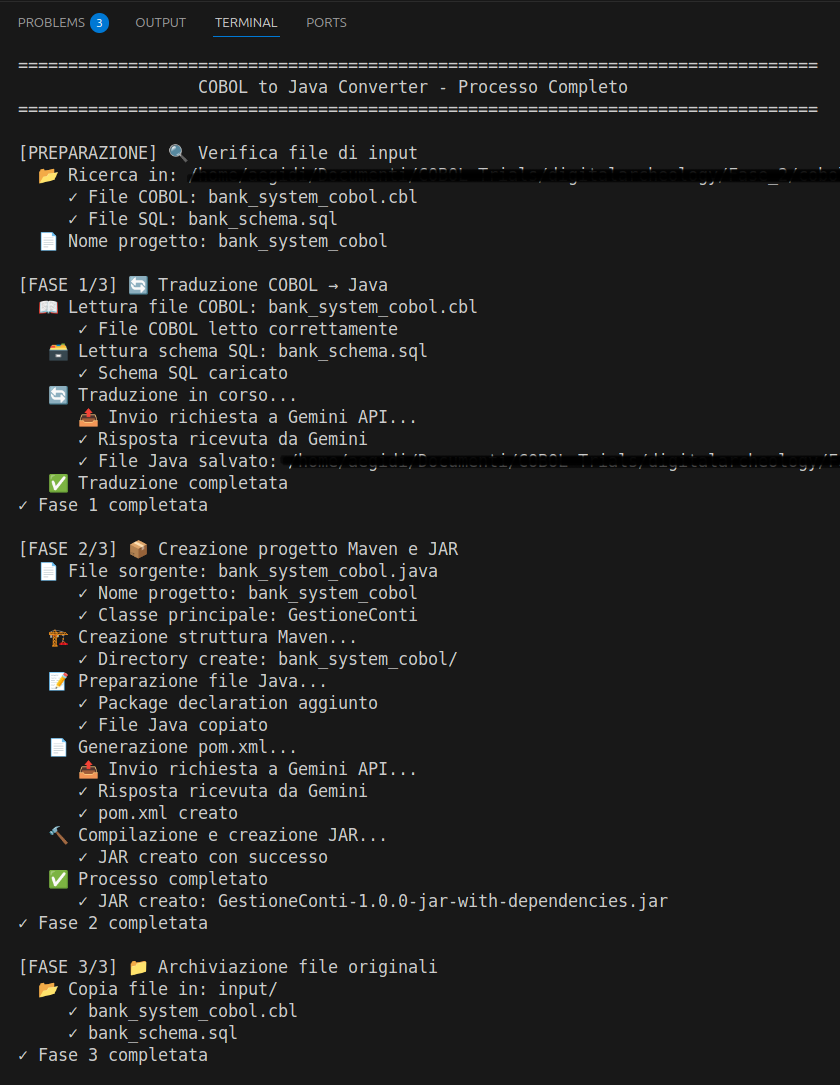 PROBLEMS 3 OUTPUT TERMINAL PORTS
================================================================================
COBOL to Java Converter - Processo Completo
================================================================================
[PREPARAZIONE] 🔍 Verifica file di input
📂 Ricerca in:
✓ File COBOL: bank_system_cobol.cbl
✓ File SQL: bank_schema.sql
📄 Nome progetto: bank_system_cobol
[FASE 1/3] 🔄 Traduzione COBOL → Java
📖 Lettura file COBOL: bank_system_cobol.cbl
✓ File COBOL letto correttamente
🗃️ Lettura schema SQL: bank_schema.sql
✓ Schema SQL caricato
🔄 Traduzione in corso...
📤 Invio richiesta a Gemini API...
✓ Risposta ricevuta da Gemini
✓ File Java salvato:
✅ Traduzione completata
✓ Fase 1 completata
[FASE 2/3] 📦 Creazione progetto Maven e JAR
📄 File sorgente: bank_system_cobol.java
✓ Nome progetto: bank_system_cobol
✓ Classe principale: GestioneConti
🏗️ Creazione struttura Maven...
✓ Directory create: bank_system_cobol/
📝 Preparazione file Java...
✓ Package declaration aggiunto
✓ File Java copiato
📄 Generazione pom.xml...
📤 Invio richiesta a Gemini API...
✓ Risposta ricevuta da Gemini
✓ pom.xml creato
🔨 Compilazione e creazione JAR...
✓ JAR creato con successo
✅ Processo completato
✓ JAR creato: GestioneConti-1.0.0-jar-with-dependencies.jar
✓ Fase 2 completata
[FASE 3/3] 📁 Archiviazione file originali
📂 Copia file in: input/
✓ bank_system_cobol.cbl
✓ bank_schema.sql
✓ Fase 3 completata